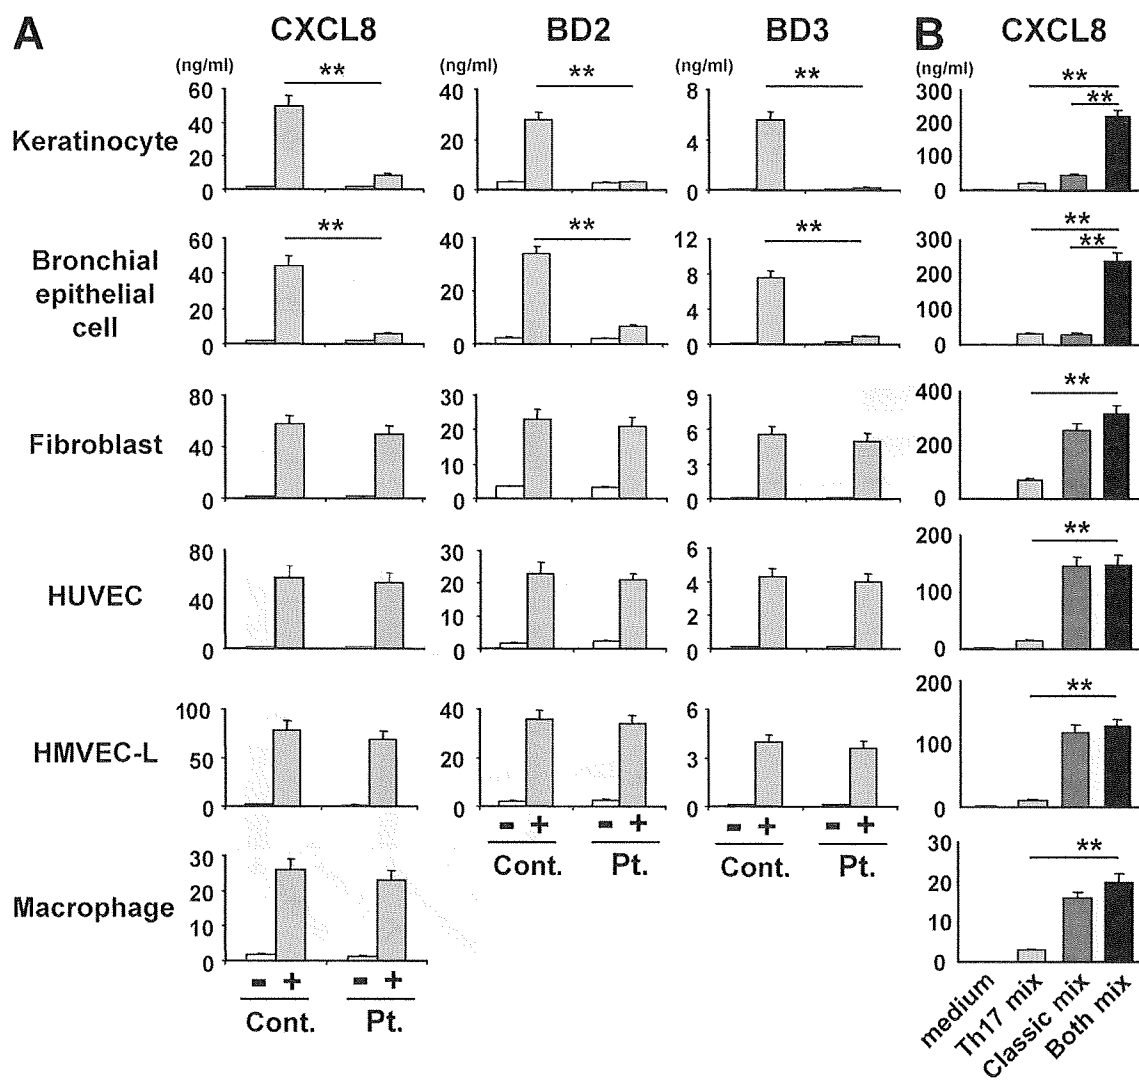 A CXCL8 BD2 BD3 B CXCL8
(ng/ml) (ng/ml) (ng/ml) (ng/ml)
Keratinocyte
60 40 20 0 **
40 20 0 **
8 4 0 **
300 200 100 0 ** **
Bronchial
epithelial
cell
60 40 20 0 **
40 20 0 **
12 8 4 0 **
300 200 100 0 ** **
Fibroblast
80 40 0
30 20 10 0
9 6 3 0
400 200 0 **
HUVEC
80 40 0
30 20 10 0
6 4 2 0
200 100 0 **
HMVEC-L
100 50 0
40 20 0
6 3 0
200 100 0 **
- + - + - + - +
Cont. Pt. Cont. Pt.
Macrophage
30 20 10 0
30 20 10 0 **
- + - +
Cont. Pt.
medium
Th17 mix
Classic mix
Both mix